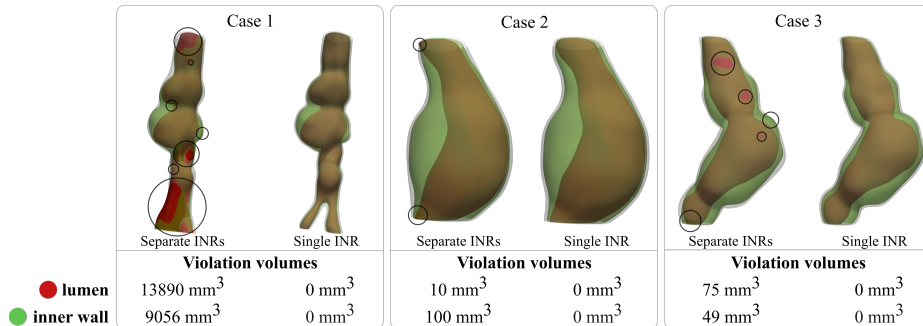 Case 1
Case 2
Case 3
Separate INRs
Single INR
Separate INRs
Single INR
Separate INRs
Single INR
Violation volumes
Violation volumes
Violation volumes
lumen
13890 mm³
0 mm³
10 mm³
0 mm³
75 mm³
0 mm³
inner wall
9056 mm³
0 mm³
100 mm³
0 mm³
49 mm³
0 mm³